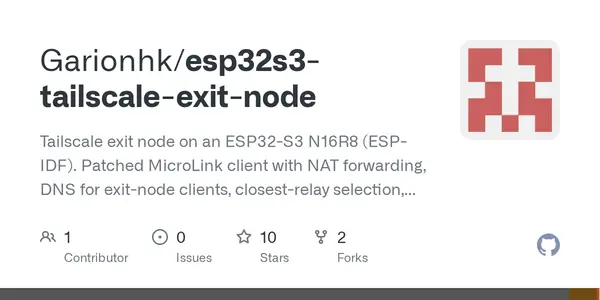 Garionhk/esp32s3-
tailscale-exit-node
Tailscale exit node on an ESP32-S3 N16R8 (ESP-
IDF). Patched MicroLink client with NAT forwarding,
DNS for exit-node clients, closest-relay selection,...
1
Contributor
0
Issues
10
Stars
2
Forks